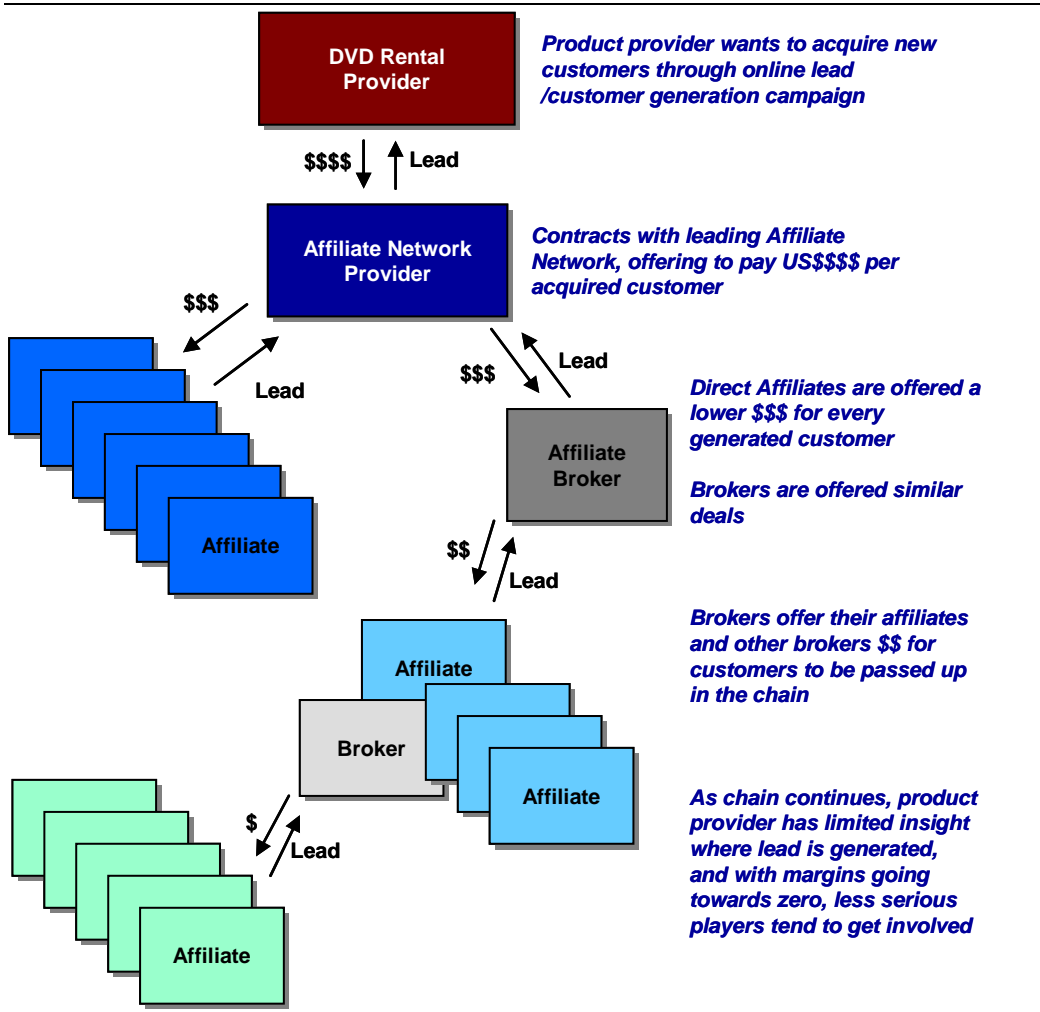 DVD Rental
Provider
Product provider wants to acquire new
customers through online lead
/customer generation campaign
$$$$
Lead
Affiliate Network
Provider
Contracts with leading Affiliate
Network, offering to pay US$$$$ per
acquired customer
$$$
Lead
$$$
Lead
Affiliate
Direct Affiliates are offered a
lower $$$ for every
generated customer
Brokers are offered similar
deals
Affiliate
Broker
$$
Lead
Brokers offer their affiliates
and other brokers $$ for
customers to be passed up
in the chain
Affiliate
Broker
Affiliate
$
Lead
Affiliate
As chain continues, product
provider has limited insight
where lead is generated,
and with margins going
towards zero, less serious
players tend to get involved